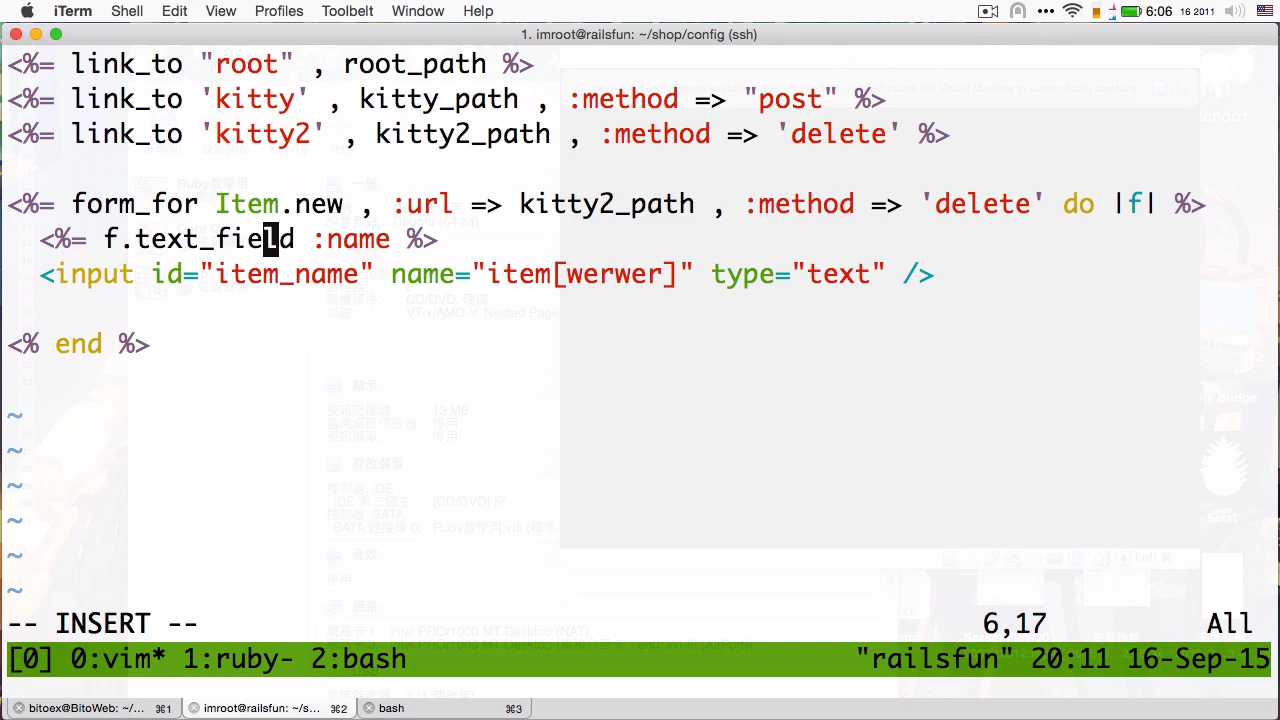 iTerm Shell Edit View Profiles Toolbelt Window Help 6:06 16 2011
1. imroot@railsfun: ~/shop/config (ssh)
<%= link_to "root" , root_path %>
<%= link_to 'kitty' , kitty_path , :method => "post" %>
<%= link_to 'kitty2' , kitty2_path , :method => 'delete' %>
<%= form_for Item.new , :url => kitty2_path , :method => 'delete' do |f| %>
<%= f.text_field :name %>
<input id="item_name" name="item[werwer]" type="text" />
<% end %>
~
~
~
~
~
~
-- INSERT -- 6,17 All
[0] 0:vim* 1:ruby- 2:bash "railsfun" 20:11 16-Sep-15
bitoex@BitoWeb: ~/... ⌘1 imroot@railsfun: ~/s... ⌘2 bash ⌘3